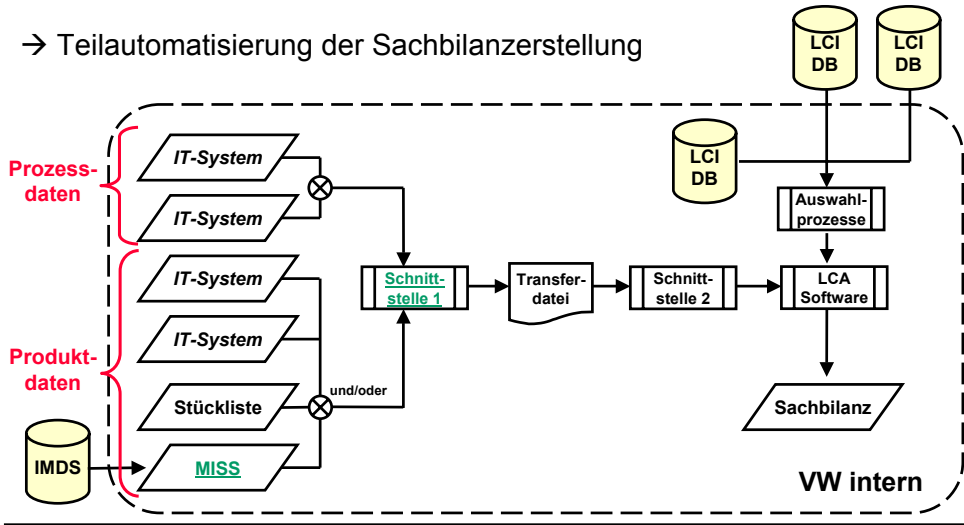 → Teilautomatisierung der Sachbilanzerstellung
LCI
DB
LCI
DB
LCI
DB
Prozess-
daten
IT-System
IT-System
Auswahl-
prozesse
Produkt-
daten
IT-System
IT-System
Stückliste
MISS
IMDS
und/oder
Schnitt-
stelle 1
Transfer-
datei
Schnitt-
stelle 2
LCA
Software
Sachbilanz
VW intern